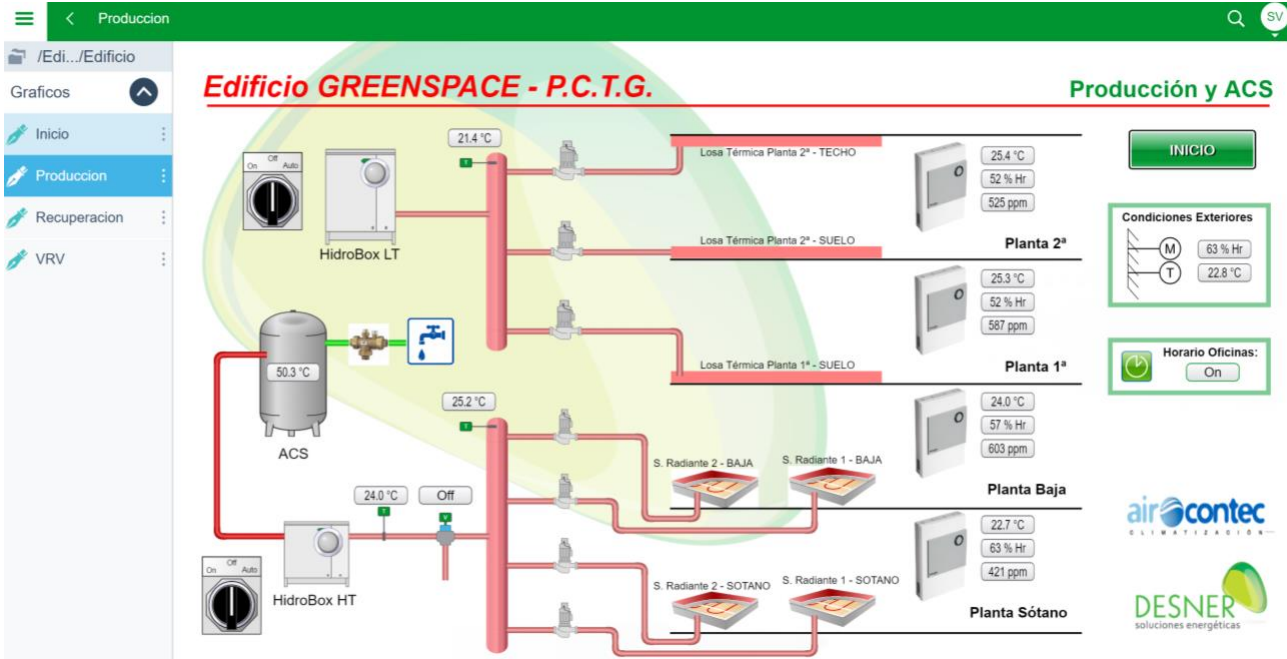 Produccion
SV
/Edi.../Edificio
Graficos
Inicio
Produccion
Recuperacion
VRV
Edificio GREENSPACE - P.C.T.G.
Producción y ACS
On Off Auto
HidroBox LT
21.4 °C
T
Losa Térmica Planta 2ª - TECHO
25.4 °C
52 % Hr
525 ppm
Losa Térmica Planta 2ª - SUELO
Planta 2ª
25.3 °C
52 % Hr
587 ppm
Losa Térmica Planta 1ª - SUELO
Planta 1ª
INICIO
Condiciones Exteriores
M
63 % Hr
T
22.8 °C
Horario Oficinas:
On
50.3 °C
ACS
25.2 °C
T
24.0 °C
57 % Hr
603 ppm
S. Radiante 2 - BAJA
S. Radiante 1 - BAJA
Planta Baja
24.0 °C
T
Off
V
On Off Auto
HidroBox HT
22.7 °C
63 % Hr
421 ppm
S. Radiante 2 - SOTANO
S. Radiante 1 - SOTANO
Planta Sótano
aircontec
CLIMATIZACIÓN
DESNER
soluciones energéticas